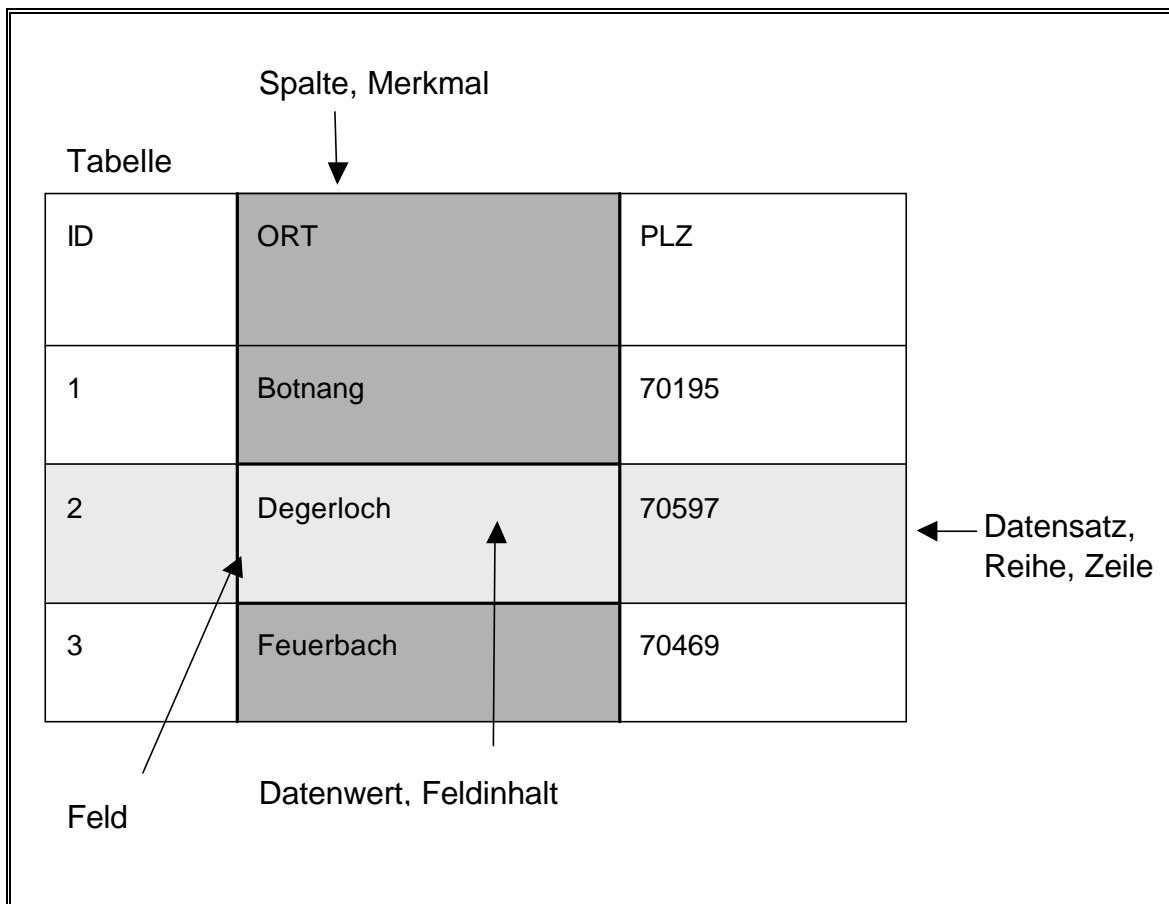 Spalte, Merkmal
Tabelle
ID ORT PLZ
1 Botnang 70195
2 Degerloch 70597
Datensatz,
Reihe, Zeile
3 Feuerbach 70469
Datenwert, Feldinhalt
Feld